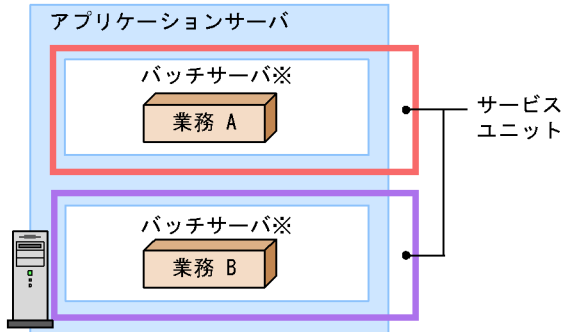 アプリケーションサーバ
バッチサーバ※
業務 A
サービス
ユニット
バッチサーバ※
業務 B